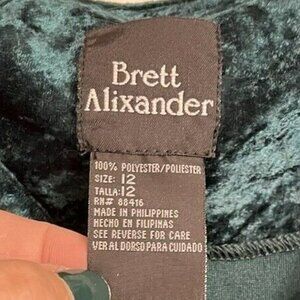 Brett
Alixander
100% POLYESTER/POLIESTER
SIZE: 12
TALLA: 12
RN# 88416
MADE IN PHILIPPINES
HECHO EN FILIPINAS
SEE REVERSE FOR CARE
VER AL DORSO PARA CUIDADO